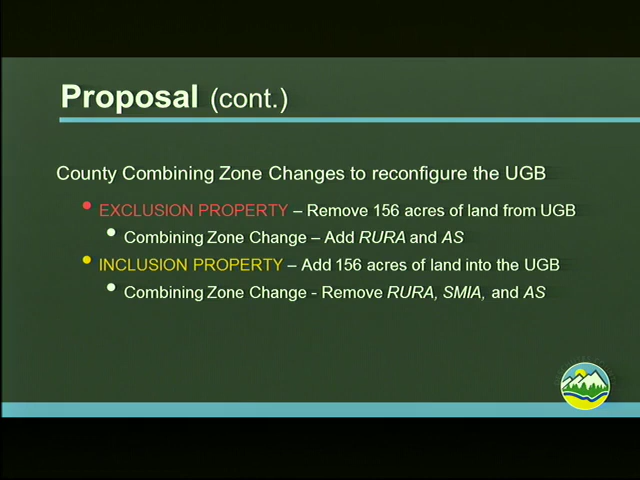 Proposal (cont.)
County Combining Zone Changes to reconfigure the UGB
EXCLUSION PROPERTY – Remove 156 acres of land from UGB
Combining Zone Change – Add RURA and AS
INCLUSION PROPERTY – Add 156 acres of land into the UGB
Combining Zone Change - Remove RURA, SMIA, and AS